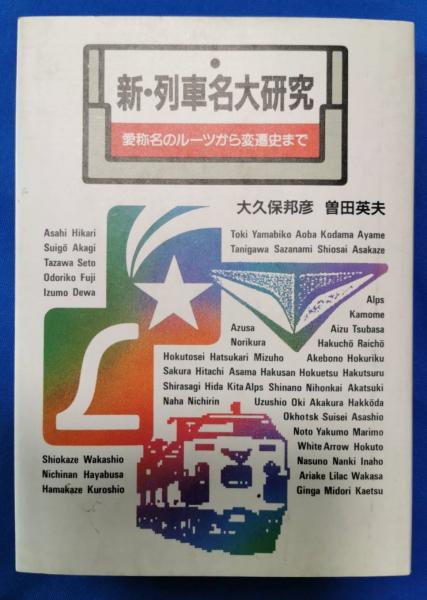 新・列車名大研究
愛称名のルーツから変遷史まで
大久保邦彦 曽田英夫
Asahi Hikari
Suigō Akagi
Tazawa Seto
Odoriko Fuji
Izumo Dewa
Toki Yamabiko Aoba Kodama Ayame
Tanigawa Sazanami Shiosai Asakaze
Alps
Kamome
Azusa
Aizu Tsubasa
Norikura
Hakuchō Raichō
Hokutosei Hatsukari Mizuho
Akebono Hokuriku
Sakura Hitachi Asama Hakusan Hokuetsu Hakutsuru
Shirasagi Hida Kita Alps Shinano Nihonkai Akatsuki
Naha Nichirin
Uzushio Oki Akakura Hakkōda
Okhotsk Suisei Asashio
Noto Yakumo Marimo
White Arrow Hokuto
Nasuno Nanki Inaho
Ariake Lilac Wakasa
Ginga Midori Kaetsu
Shiokaze Wakashio
Nichinan Hayabusa
Hamakaze Kuroshio